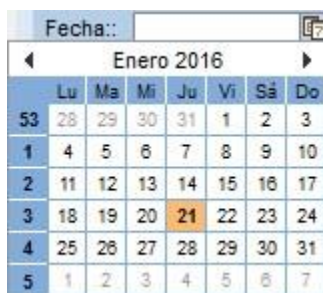 Fecha::
Enero 2016
Lu Ma Mi Ju Vi Sá Do
53 28 29 30 31 1 2 3
1 4 5 6 7 8 9 10
2 11 12 13 14 15 16 17
3 18 19 20 21 22 23 24
4 25 26 27 28 29 30 31
5 1 2 3 4 5 6 7